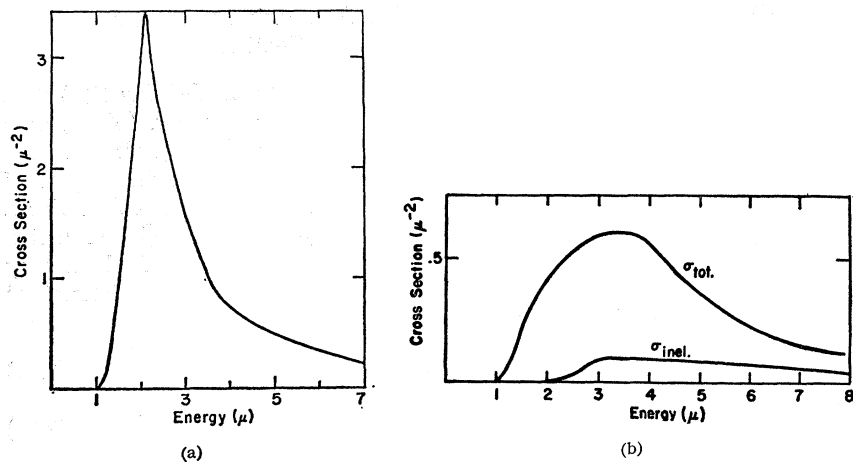 3
2
1
Cross Section (μ⁻²)
1
3
5
7
Energy (μ)
(a)
.5
Cross Section (μ⁻²)
σtot.
σinel.
1
2
3
4
5
6
7
8
Energy (μ)
(b)